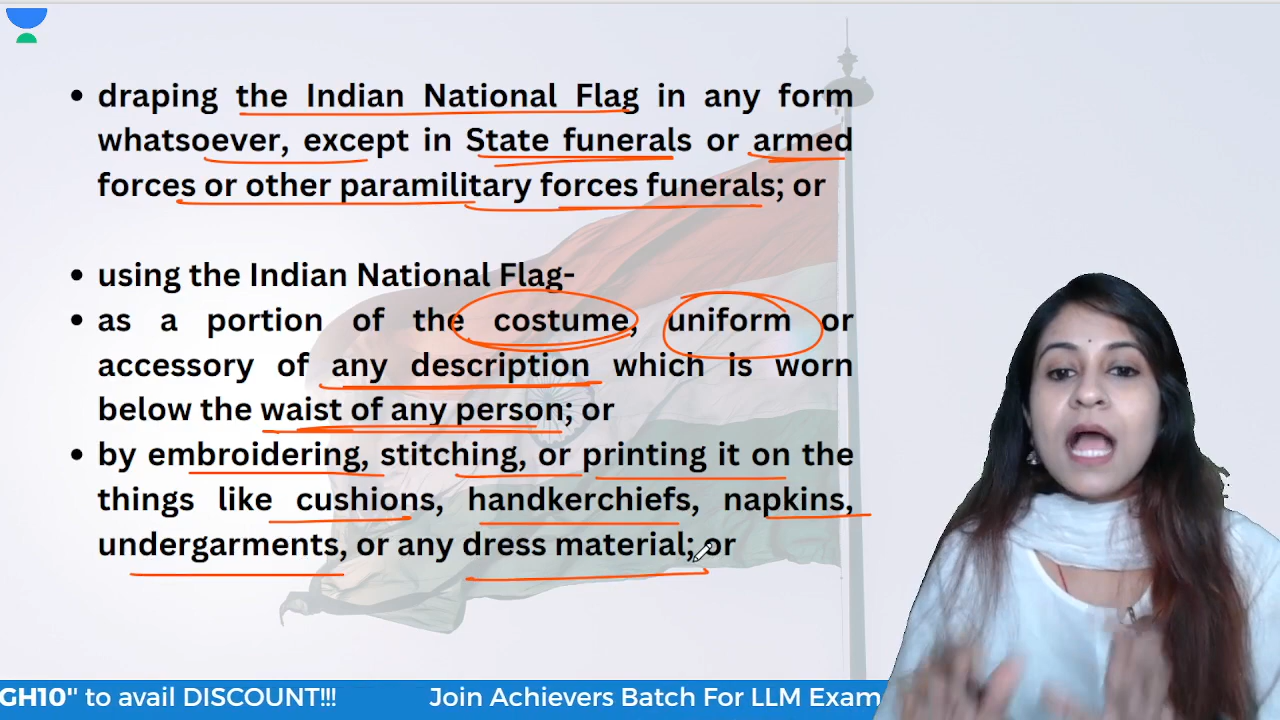 • draping the Indian National Flag in any form
whatsoever, except in State funerals or armed
forces or other paramilitary forces funerals; or
• using the Indian National Flag-
• as a portion of the costume, uniform or
accessory of any description which is worn
below the waist of any person; or
• by embroidering, stitching, or printing it on the
things like cushions, handkerchiefs, napkins,
undergarments, or any dress material; or
GH10" to avail DISCOUNT!!! Join Achievers Batch For LLM Exam